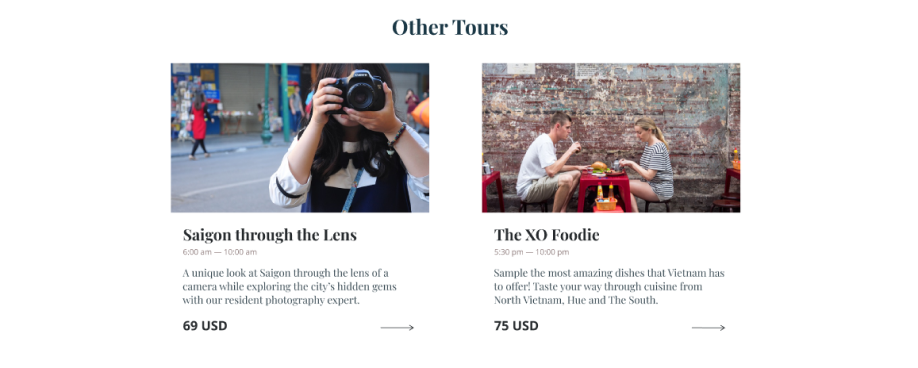 Other Tours
Saigon through the Lens
6:00 am — 10:00 am
A unique look at Saigon through the lens of a
camera while exploring the city's hidden gems
with our resident photography expert.
69 USD
The XO Foodie
5:30 pm — 10:00 pm
Sample the most amazing dishes that Vietnam has
to offer! Taste your way through cuisine from
North Vietnam, Hue and The South.
75 USD